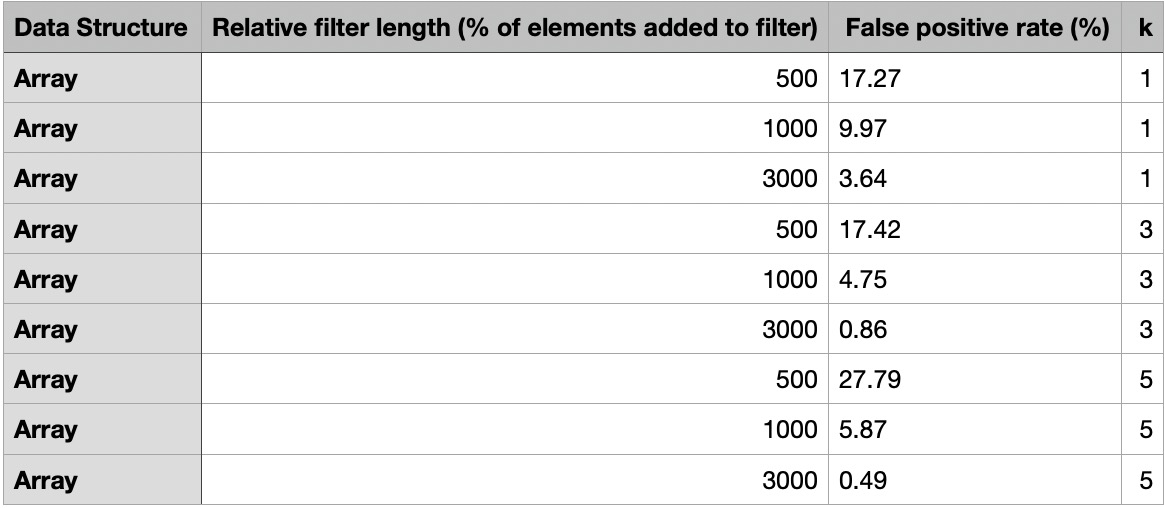 Data Structure Relative filter length (% of elements added to filter) False positive rate (%) k
Array 500 17.27 1
Array 1000 9.97 1
Array 3000 3.64 1
Array 500 17.42 3
Array 1000 4.75 3
Array 3000 0.86 3
Array 500 27.79 5
Array 1000 5.87 5
Array 3000 0.49 5